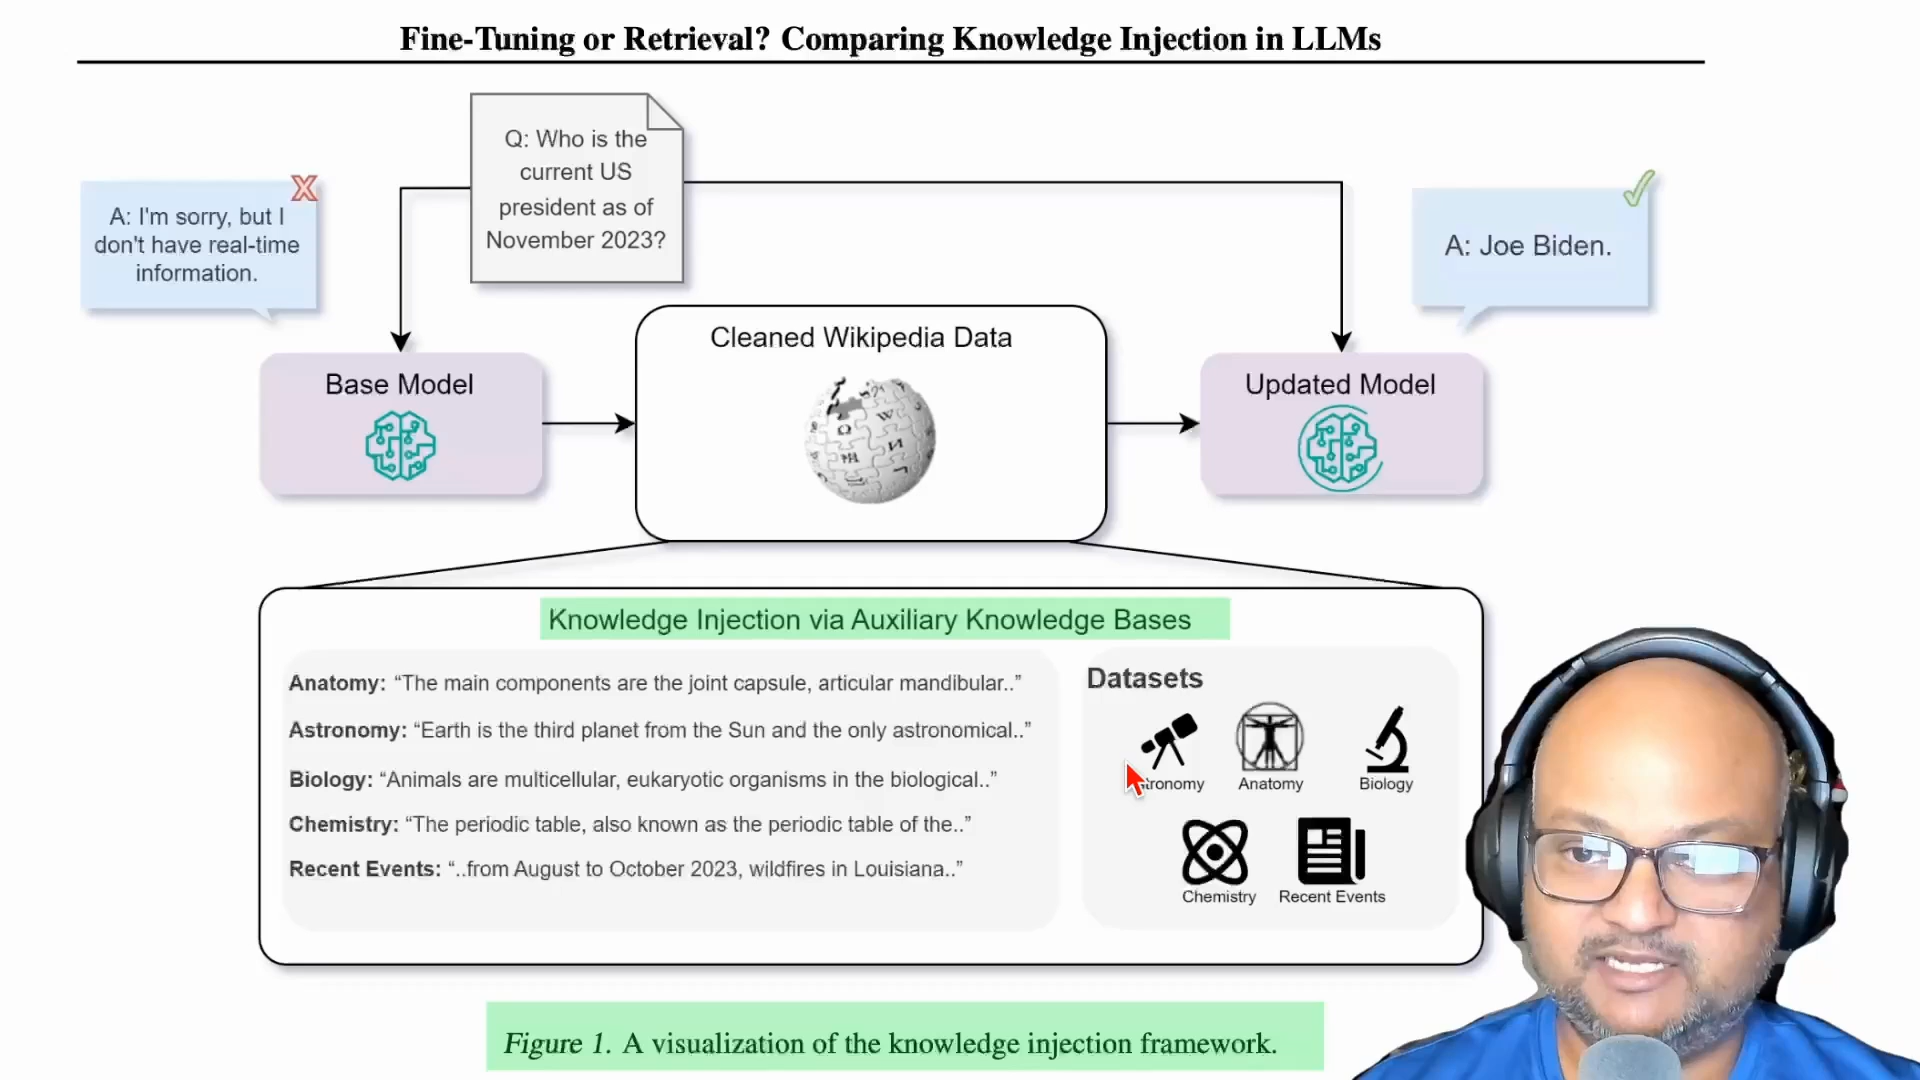 Fine-Tuning or Retrieval? Comparing Knowledge Injection in LLMs
Q: Who is the
current US
president as of
November 2023?
A: I'm sorry, but I
don't have real-time
information.
X
A: Joe Biden.
Base Model
Cleaned Wikipedia Data
Updated Model
Knowledge Injection via Auxiliary Knowledge Bases
Anatomy: “The main components are the joint capsule, articular mandibular..”
Astronomy: “Earth is the third planet from the Sun and the only astronomical..”
Biology: “Animals are multicellular, eukaryotic organisms in the biological..”
Chemistry: “The periodic table, also known as the periodic table of the..”
Recent Events: “..from August to October 2023, wildfires in Louisiana..”
Datasets
Anatomy
Biology
Chemistry
Recent Events
Figure 1. A visualization of the knowledge injection framework.